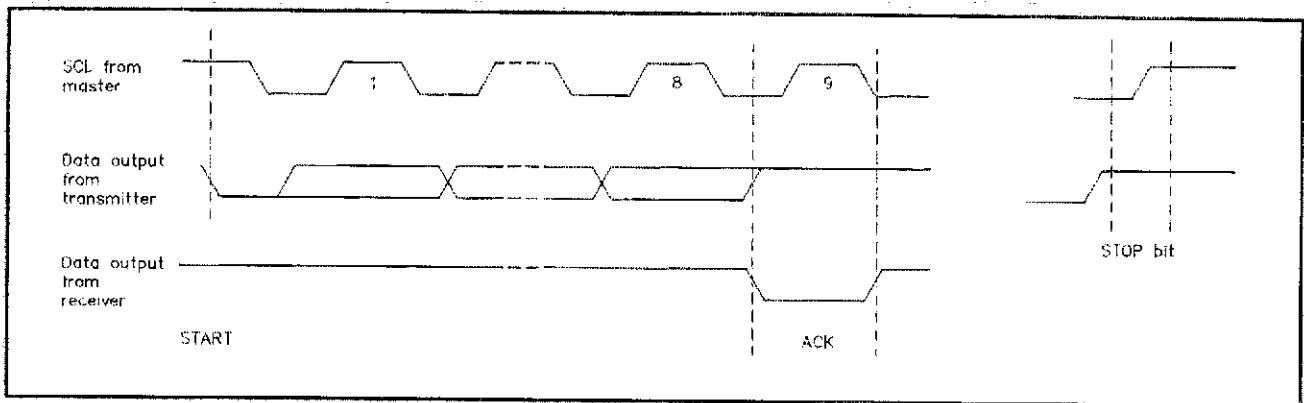 SCL from
master
1
8
9
Data output
from
transmitter
STOP bit
Data output
from
receiver
START
ACK